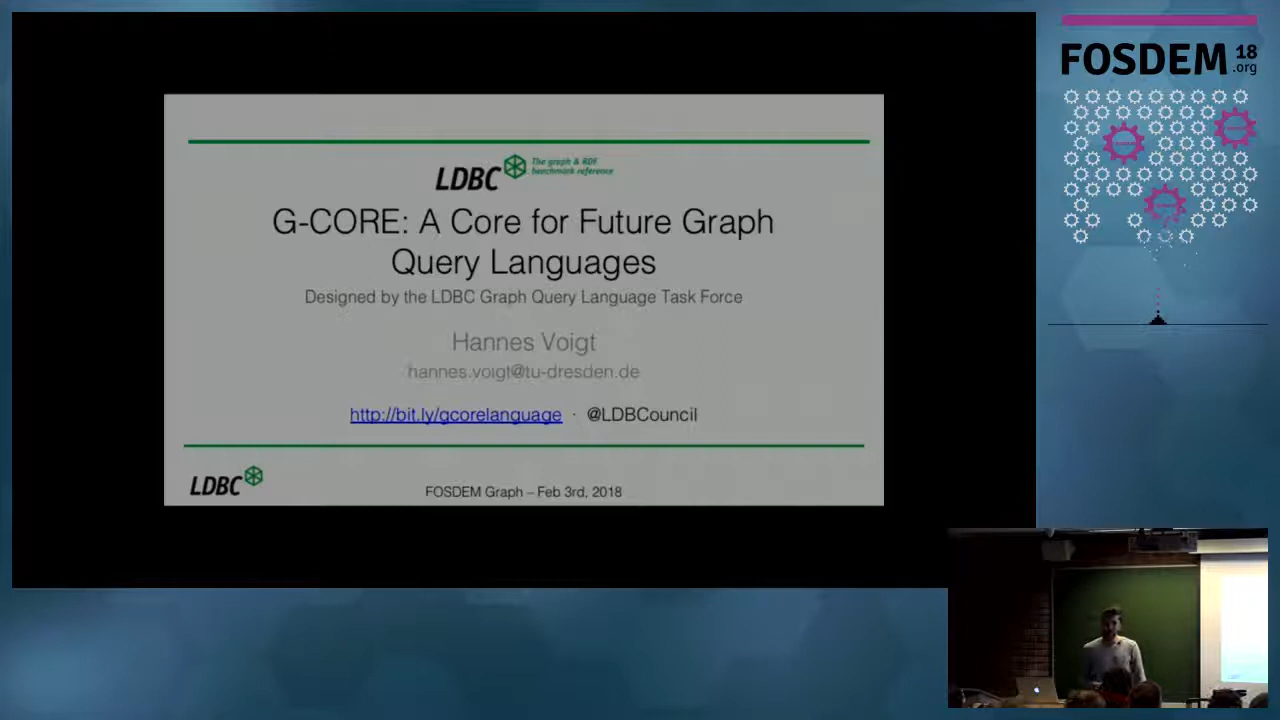 LDBC
The graph & RDF
benchmark reference
G-CORE: A Core for Future Graph
Query Languages
Designed by the LDBC Graph Query Language Task Force
Hannes Voigt
hannes.voigt@tu-dresden.de
http://bit.ly/gcorelanguage · @LDBCouncil
LDBC
FOSDEM Graph – Feb 3rd, 2018
FOSDEM 18
.org